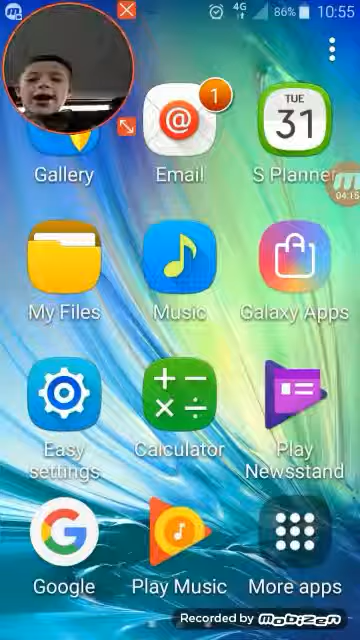 4G 86% 10:55
1 TUE
31
Gallery Email S Planner
04:15
My Files Music Galaxy Apps
Easy settings Calculator Play Newsstand
Google Play Music More apps
Recorded by mobizen